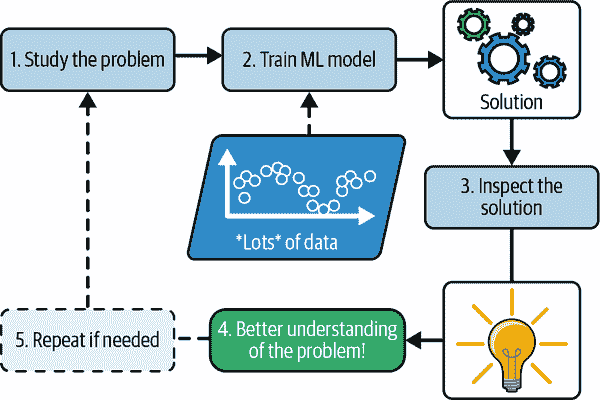 1. Study the problem
2. Train ML model
Solution
*Lots* of data
3. Inspect the
solution
4. Better understanding
of the problem!
5. Repeat if needed